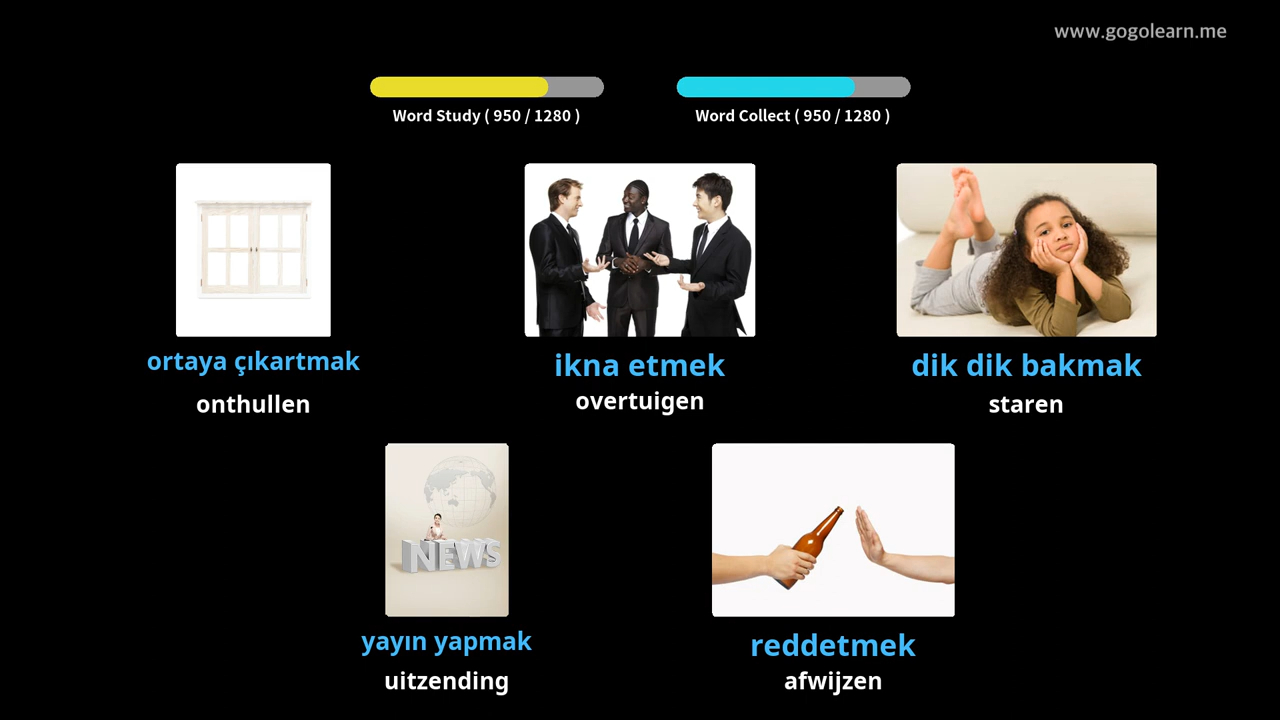 www.gogolearn.me
Word Study ( 950 / 1280 )
Word Collect ( 950 / 1280 )
ortaya çıkartmak
onthullen
ikna etmek
overtuigen
dik dik bakmak
staren
NEWS
yayın yapmak
uitzending
reddetmek
afwijzen